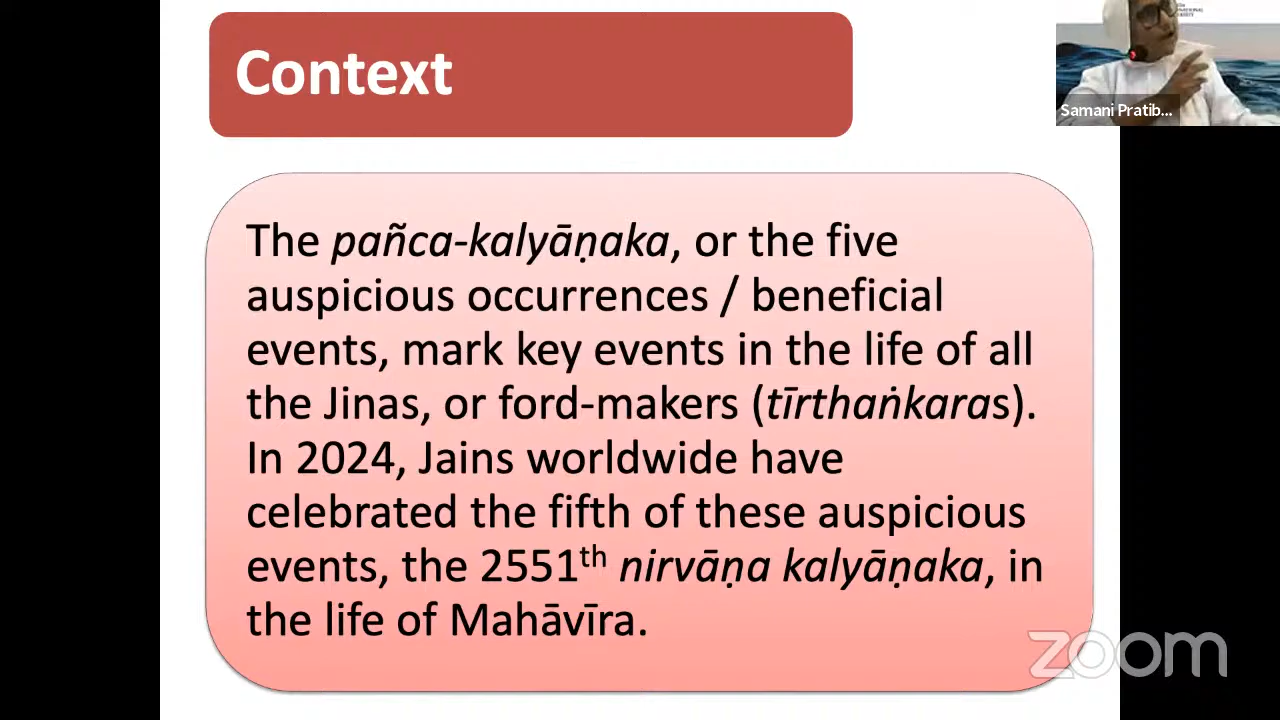 Context
Samani Pratib...
The pañca-kalyāṇaka, or the five
auspicious occurrences / beneficial
events, mark key events in the life of all
the Jinas, or ford-makers (tīrthaṅkaras).
In 2024, Jains worldwide have
celebrated the fifth of these auspicious
events, the 2551th nirvāṇa kalyāṇaka, in
the life of Mahāvīra.
zoom